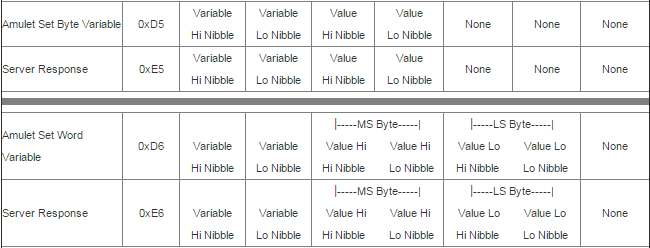 Variable Variable Value Value
Amulet Set Byte Variable 0xD5 None None None
Hi Nibble Lo Nibble Hi Nibble Lo Nibble
Variable Variable Value Value
Server Response 0xE5 None None None
Hi Nibble Lo Nibble Hi Nibble Lo Nibble
|-----MS Byte-----| |-----LS Byte-----|
Amulet Set Word
0xD6 Variable Variable Value Hi Value Hi Value Lo Value Lo None
Variable
Hi Nibble Lo Nibble Hi Nibble Lo Nibble Hi Nibble Lo Nibble
|-----MS Byte-----| |-----LS Byte-----|
Server Response 0xE6 Variable Variable Value Hi Value Hi Value Lo Value Lo None
Hi Nibble Lo Nibble Hi Nibble Lo Nibble Hi Nibble Lo Nibble